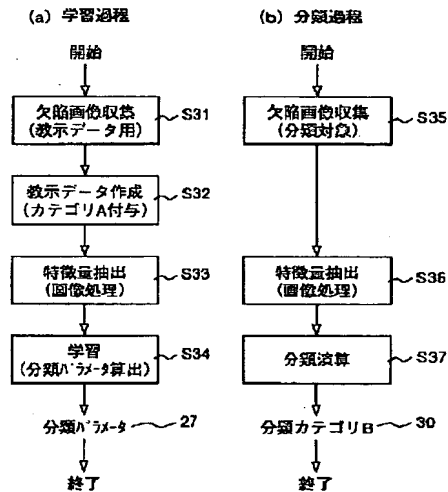 (a) 学習過程
開始
欠陥画像収集
(教示データ用)
S31
教示データ作成
(カテゴリA付与)
S32
特徴量抽出
(画像処理)
S33
学習
(分類パラメータ算出)
S34
分類パラメータ
27
終了
(b) 分類過程
開始
欠陥画像収集
(分類対象)
S35
特徴量抽出
(画像処理)
S36
分類演算
S37
分類カテゴリB
30
終了